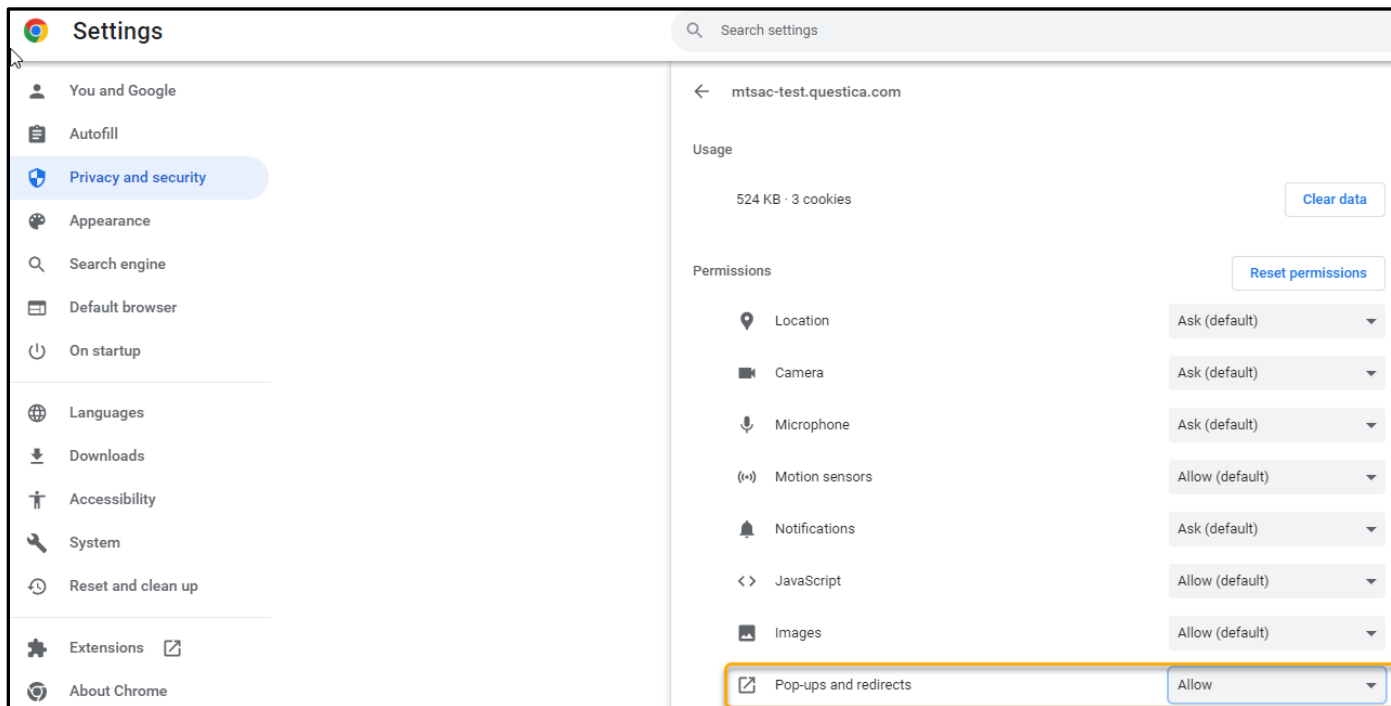 Settings
Search settings
You and Google
Autofill
Privacy and security
Appearance
Search engine
Default browser
On startup
Languages
Downloads
Accessibility
System
Reset and clean up
Extensions
About Chrome
mtsac-test.questica.com
Usage
524 KB · 3 cookies
Clear data
Permissions
Reset permissions
Location
Ask (default)
Camera
Ask (default)
Microphone
Ask (default)
Motion sensors
Allow (default)
Notifications
Ask (default)
JavaScript
Allow (default)
Images
Allow (default)
Pop-ups and redirects
Allow